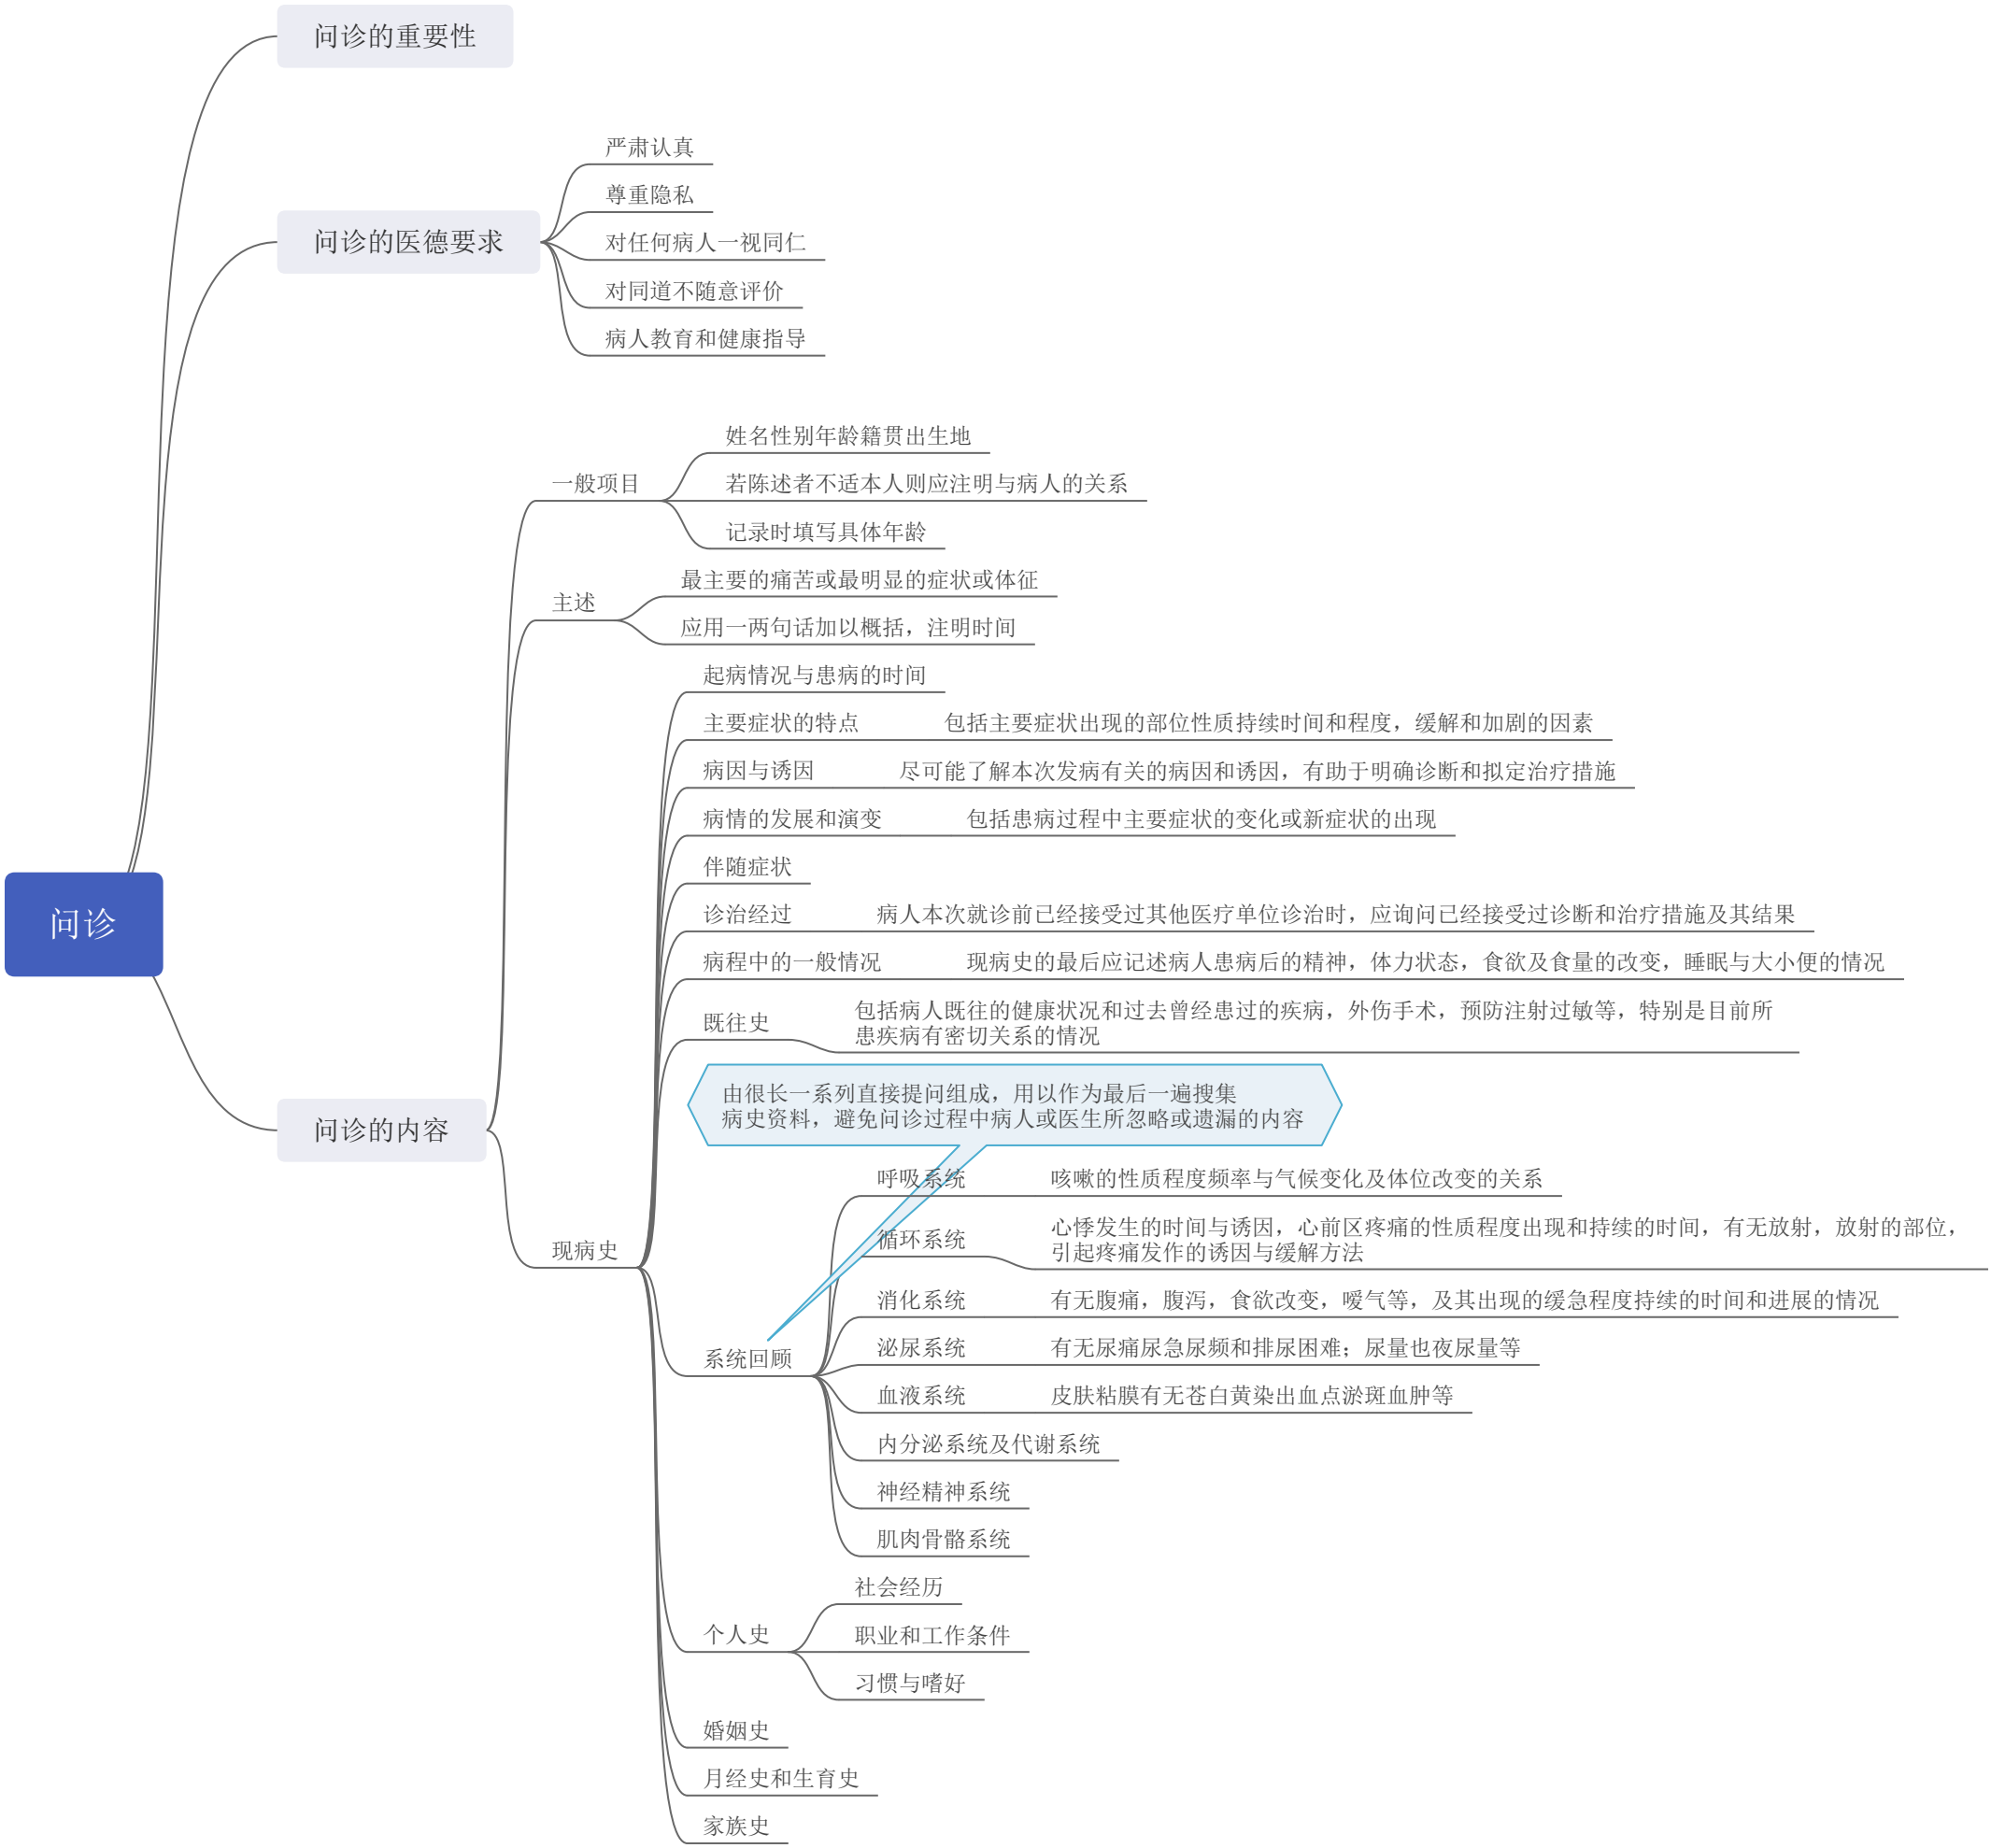 问诊的重要性
严肃认真
尊重隐私
问诊的医德要求
对任何病人一视同仁
对同道不随意评价
病人教育和健康指导
姓名性别年龄籍贯出生地
一般项目
若陈述者不适本人则应注明与病人的关系
记录时填写具体年龄
最主要的痛苦或最明显的症状或体征
主述
应用一两句话加以概括，注明时间
起病情况与患病的时间
主要症状的特点
包括主要症状出现的部位性质持续时间和程度，缓解和加剧的因素
病因与诱因
尽可能了解本次发病有关的病因和诱因，有助于明确诊断和拟定治疗措施
病情的发展和演变
包括患病过程中主要症状的变化或新症状的出现
伴随症状
问诊
诊治经过
病人本次就诊前已经接受过其他医疗单位诊治时，应询问已经接受过诊断和治疗措施及其结果
病程中的一般情况
现病史的最后应记述病人患病后的精神，体力状态，食欲及食量的改变，睡眠与大小便的情况
既往史
包括病人既往的健康状况和过去曾经患过的疾病，外伤手术，预防注射过敏等，特别是目前所
患疾病有密切关系的情况
由很长一系列直接提问组成，用以作为最后一遍搜集
病史资料，避免问诊过程中病人或医生所忽略或遗漏的内容
问诊的内容
呼吸系统
咳嗽的性质程度频率与气候变化及体位改变的关系
循环系统
心悸发生的时间与诱因，心前区疼痛的性质程度出现和持续的时间，有无放射，放射的部位，
引起疼痛发作的诱因与缓解方法
现病史
消化系统
有无腹痛，腹泻，食欲改变，嗳气等，及其出现的缓急程度持续的时间和进展的情况
泌尿系统
有无尿痛尿急尿频和排尿困难；尿量也夜尿量等
系统回顾
血液系统
皮肤粘膜有无苍白黄染出血点淤斑血肿等
内分泌系统及代谢系统
神经精神系统
肌肉骨骼系统
社会经历
个人史
职业和工作条件
习惯与嗜好
婚姻史
月经史和生育史
家族史